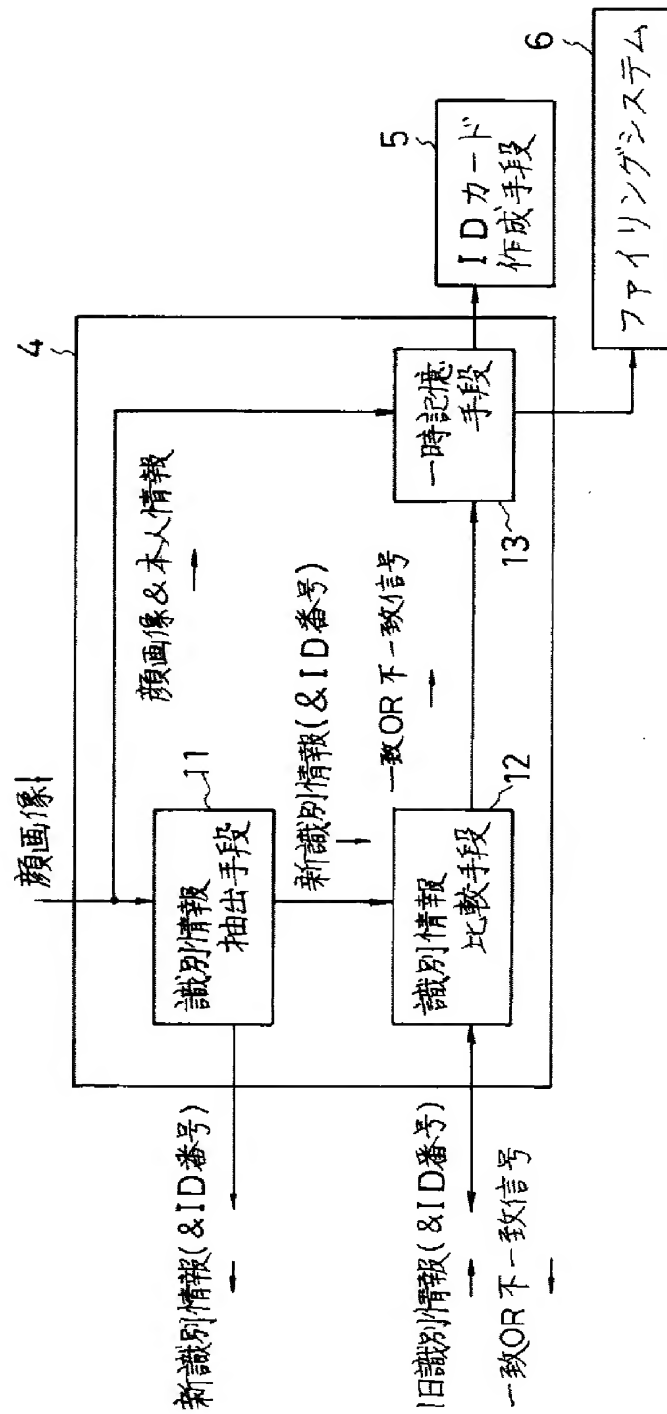 顔画像
4
顔画像&本人情報
→
11
識別情報
抽出手段
新識別情報(&ID番号)
新識別情報(&ID番号)
一致OR不一致信号
12
識別情報
比較手段
旧識別情報(&ID番号)
一致OR不一致信号
13
一時記憶
手段
5
IDカード
作成手段
6
ファイリングシステム